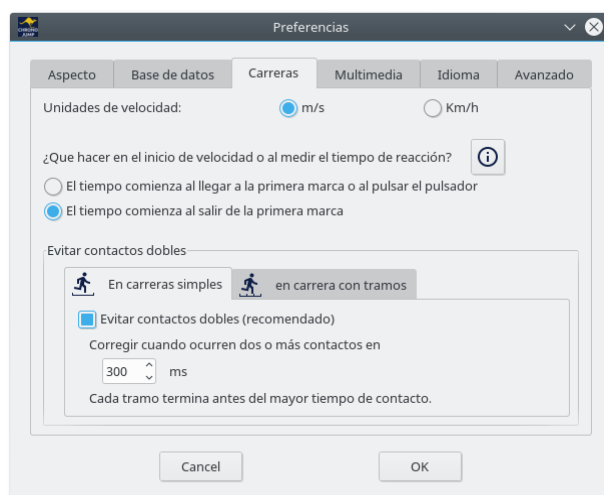 CHRONO
JUMP
Preferencias
Aspecto
Base de datos
Carreras
Multimedia
Idioma
Avanzado
Unidades de velocidad:
m/s
Km/h
¿Que hacer en el inicio de velocidad o al medir el tiempo de reacción?
El tiempo comienza al llegar a la primera marca o al pulsar el pulsador
El tiempo comienza al salir de la primera marca
Evitar contactos dobles
En carreras simples
en carrera con tramos
Evitar contactos dobles (recomendado)
Corregir cuando ocurren dos o más contactos en
300 ms
Cada tramo termina antes del mayor tiempo de contacto.
Cancel
OK